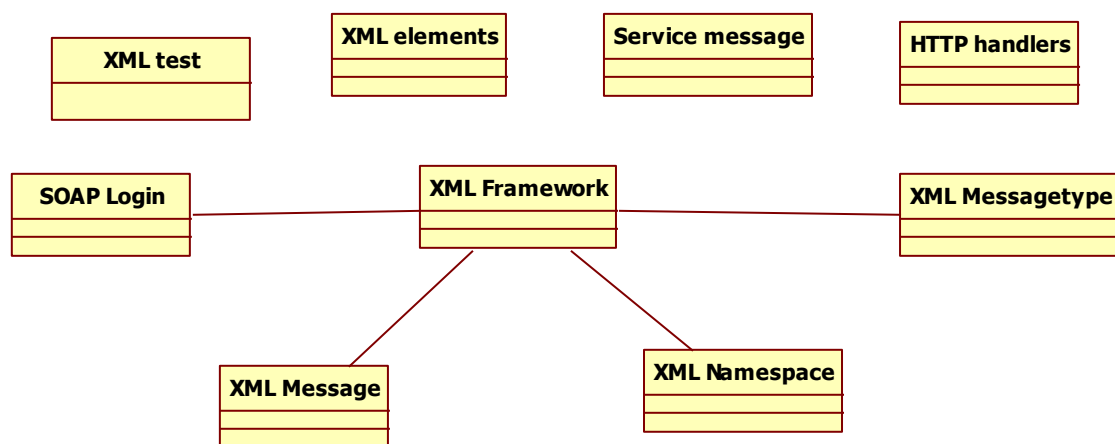 XML test
XML elements
Service message
HTTP handlers
SOAP Login
XML Framework
XML Messagetype
XML Message
XML Namespace